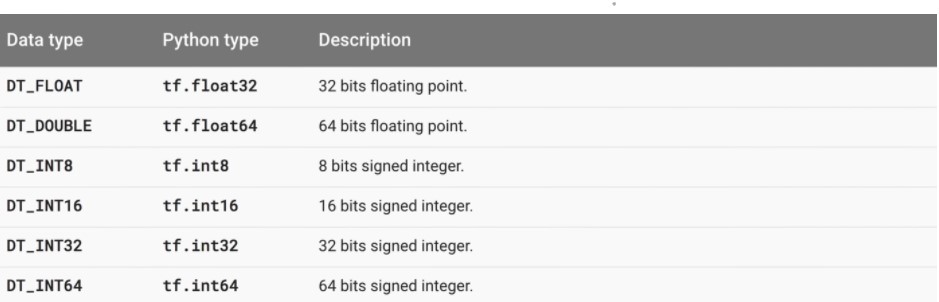 Data type Python type Description
DT_FLOAT tf.float32 32 bits floating point.
DT_DOUBLE tf.float64 64 bits floating point.
DT_INT8 tf.int8 8 bits signed integer.
DT_INT16 tf.int16 16 bits signed integer.
DT_INT32 tf.int32 32 bits signed integer.
DT_INT64 tf.int64 64 bits signed integer.